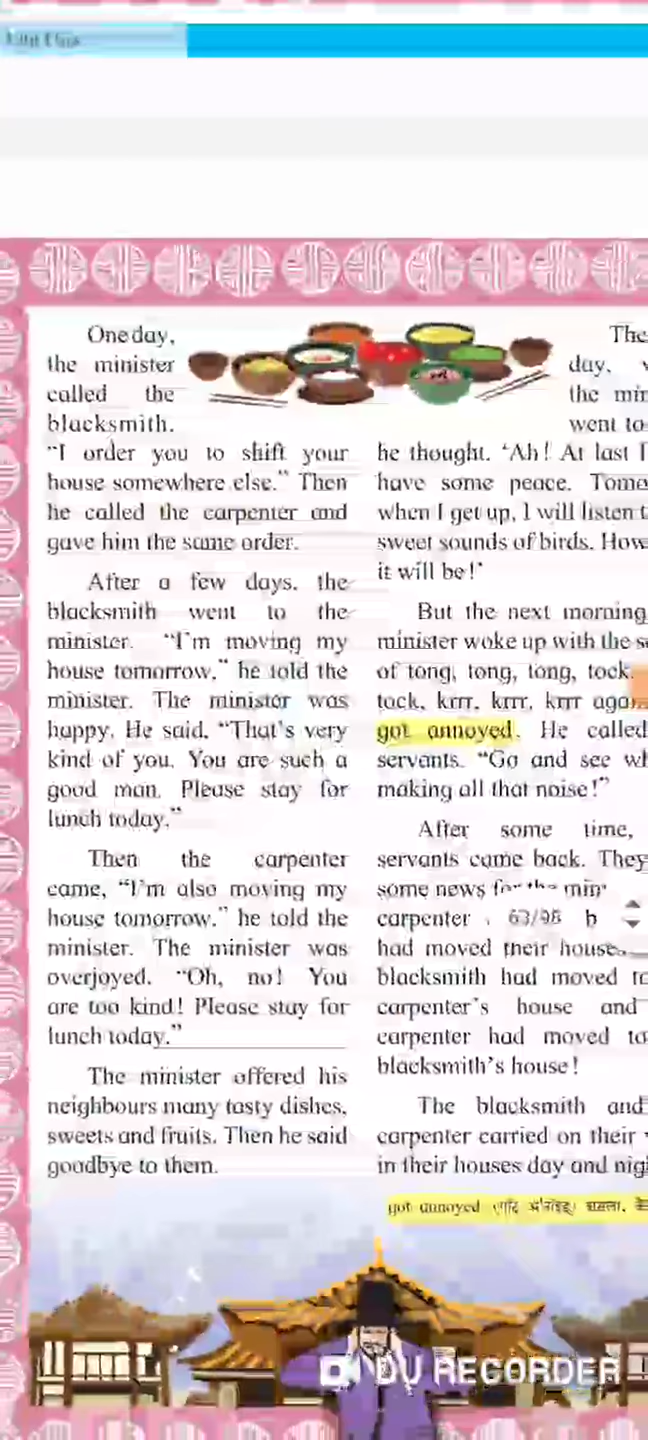 One day,
the minister
called the
blacksmith.
"I order you to shift your
house somewhere else." Then
he called the carpenter and
gave him the same order.
After a few days, the
blacksmith went to the
minister. "I'm moving my
house tomorrow," he told the
minister. The minister was
happy. He said, "That's very
kind of you. You are such a
good man. Please stay for
lunch today."
Then the carpenter
came, "I'm also moving my
house tomorrow," he told the
minister. The minister was
overjoyed. "Oh, no! You
are too kind! Please stay for
lunch today."
The minister offered his
neighbours many tasty dishes,
sweets and fruits. Then he said
goodbye to them.
The
day,
the min
went to
he thought. 'Ah! At last I
have some peace. Tomo
when I get up, I will listen t
sweet sounds of birds. How
it will be!'
But the next morning
minister woke up with the s
of tong, tong, tong, tock.
tock, krrr, krrr, krrr aga
got annoyed. He called
servants. "Go and see wh
making all that noise!"
After some time,
servants came back. They
some news for the min
carpenter 63/98 b
had moved their houses.
blacksmith had moved to
carpenter's house and
carpenter had moved to
blacksmith's house!
The blacksmith and
carpenter carried on their
in their houses day and nig
got annoyed
DU RECORDER